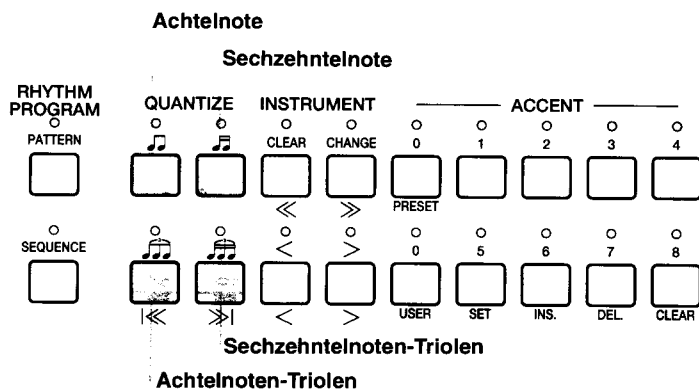 Achtelnote
Sechzehntelnote
RHYTHM
PROGRAM QUANTIZE INSTRUMENT ACCENT
PATTERN CLEAR CHANGE 0 1 2 3 4
≪ ≫ PRESET
SEQUENCE < > 0 5 6 7 8
|≪ ≫| < > USER SET INS. DEL. CLEAR
Sechzehntelnoten-Triolen
Achtelnoten-Triolen